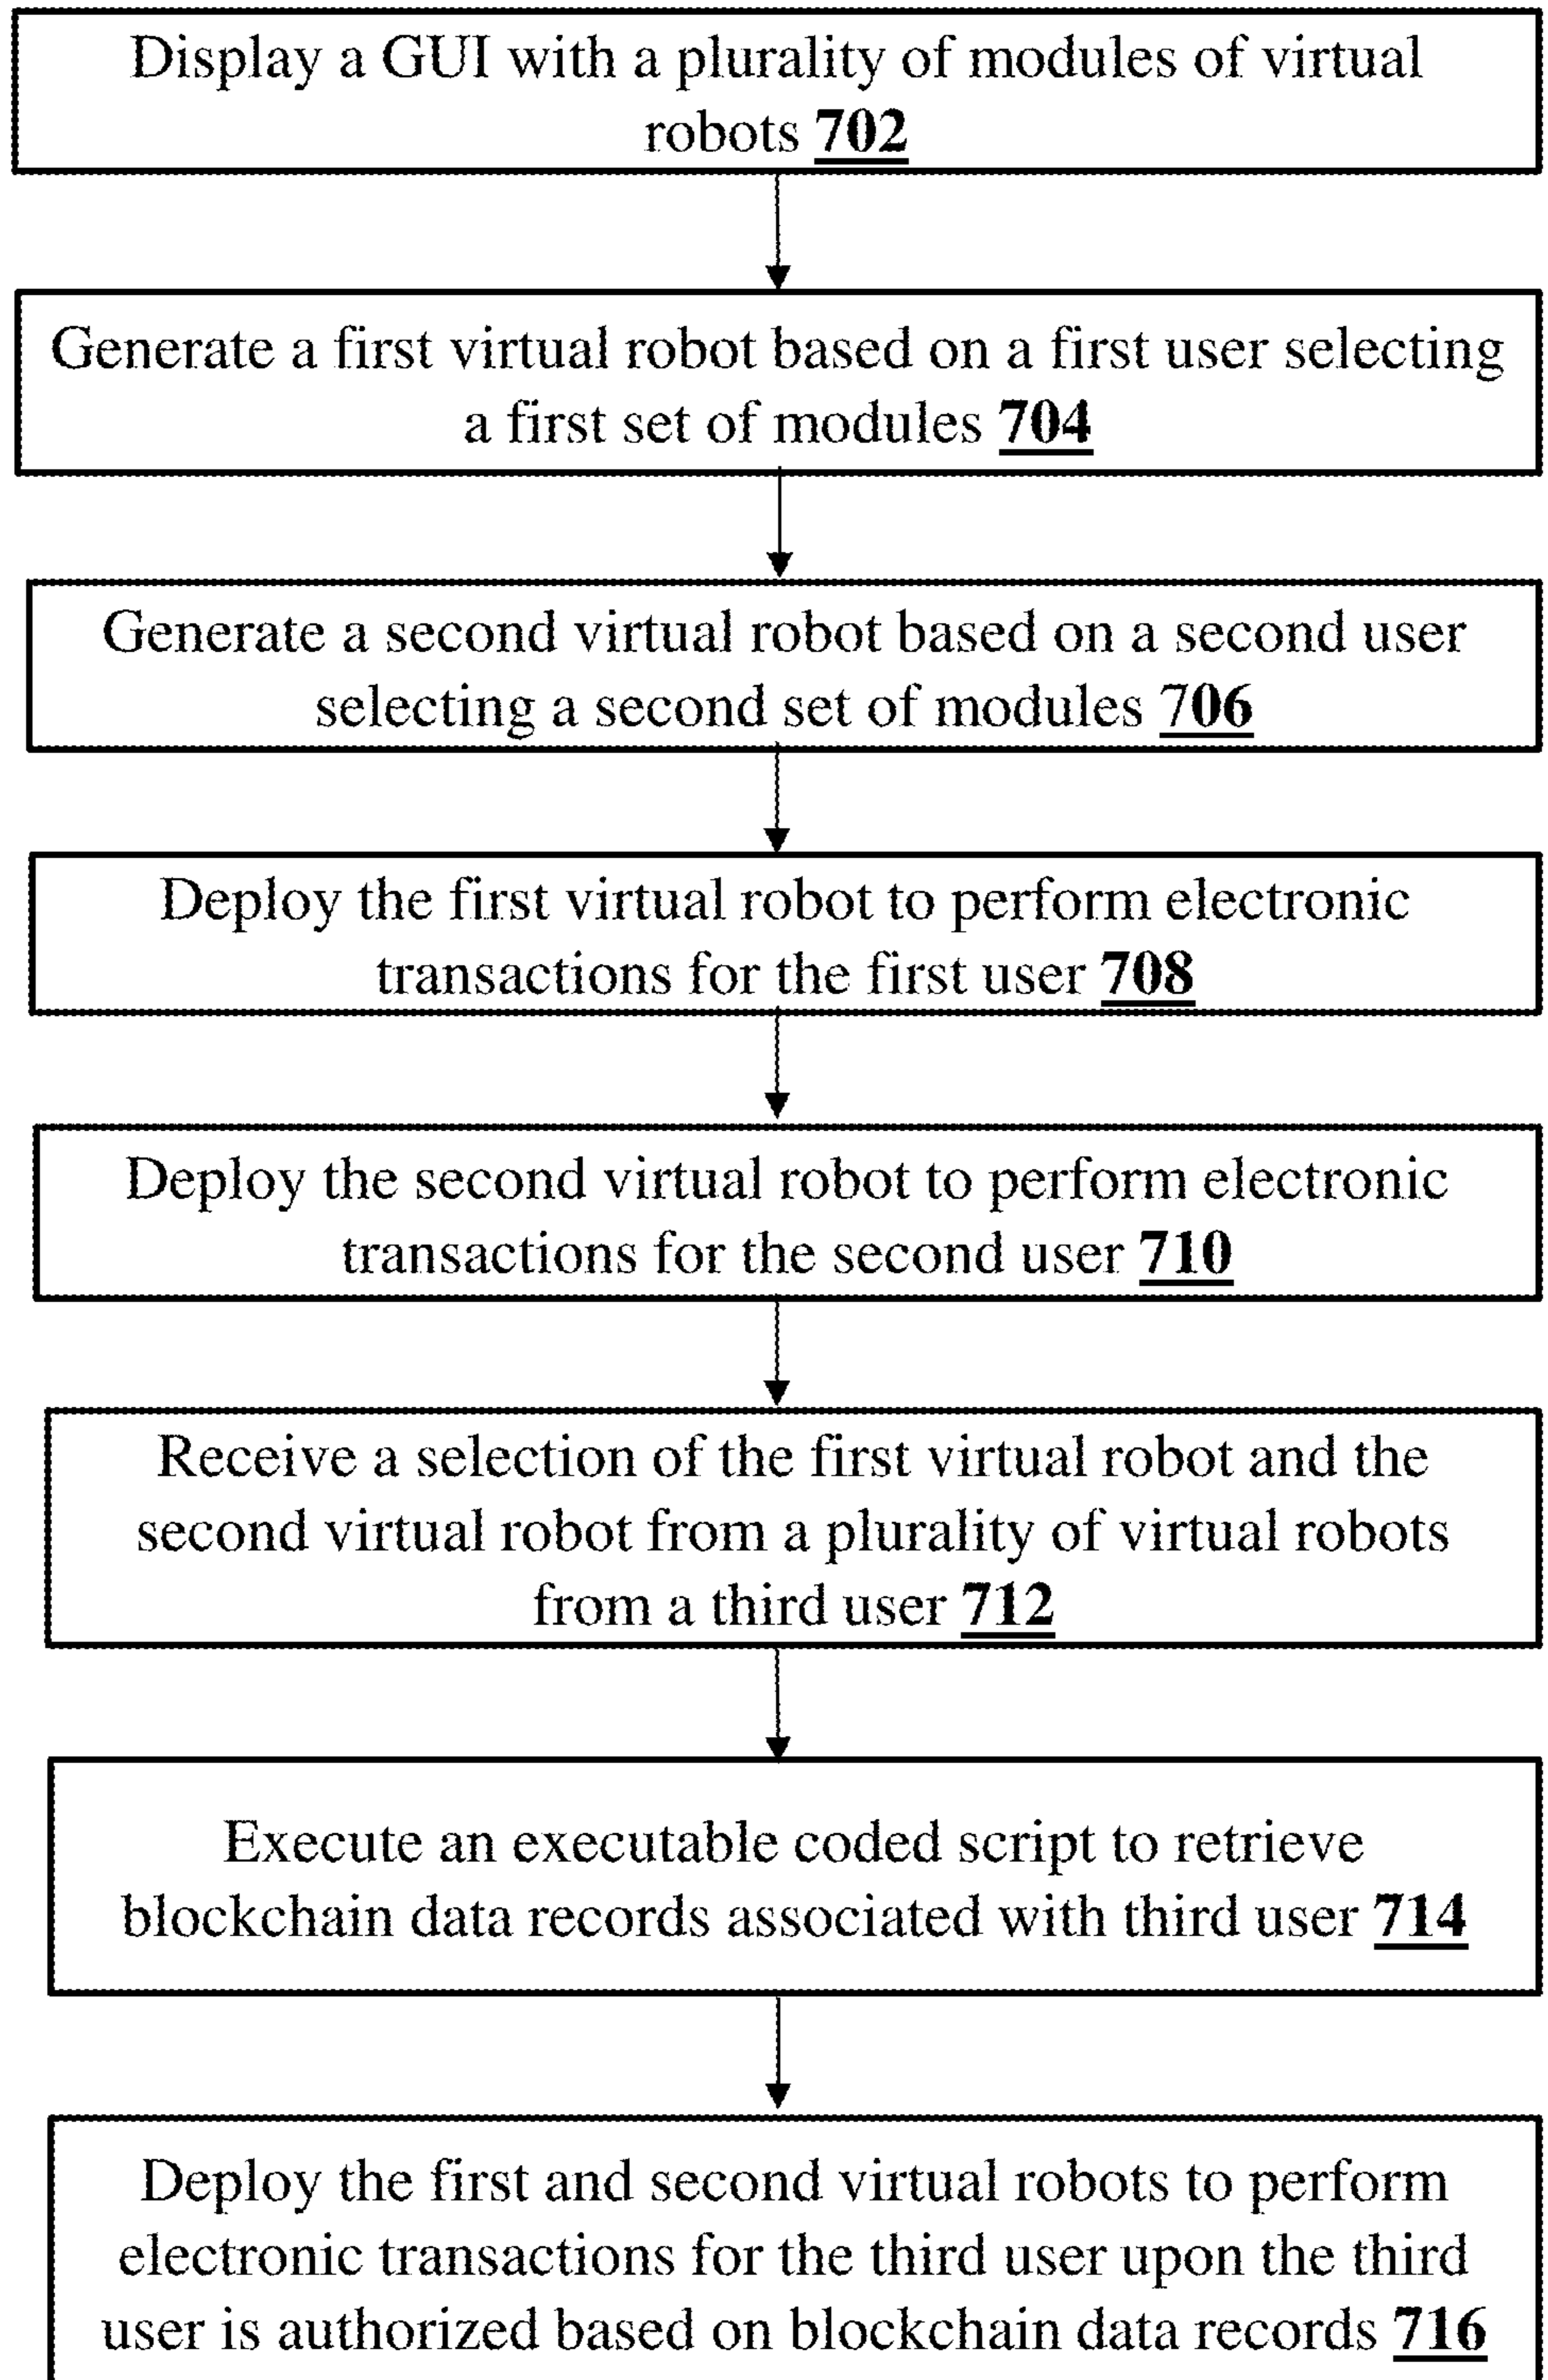 Display a GUI with a plurality of modules of virtual
robots 702
Generate a first virtual robot based on a first user selecting
a first set of modules 704
Generate a second virtual robot based on a second user
selecting a second set of modules 706
Deploy the first virtual robot to perform electronic
transactions for the first user 708
Deploy the second virtual robot to perform electronic
transactions for the second user 710
Receive a selection of the first virtual robot and the
second virtual robot from a plurality of virtual robots
from a third user 712
Execute an executable coded script to retrieve
blockchain data records associated with third user 714
Deploy the first and second virtual robots to perform
electronic transactions for the third user upon the third
user is authorized based on blockchain data records 716